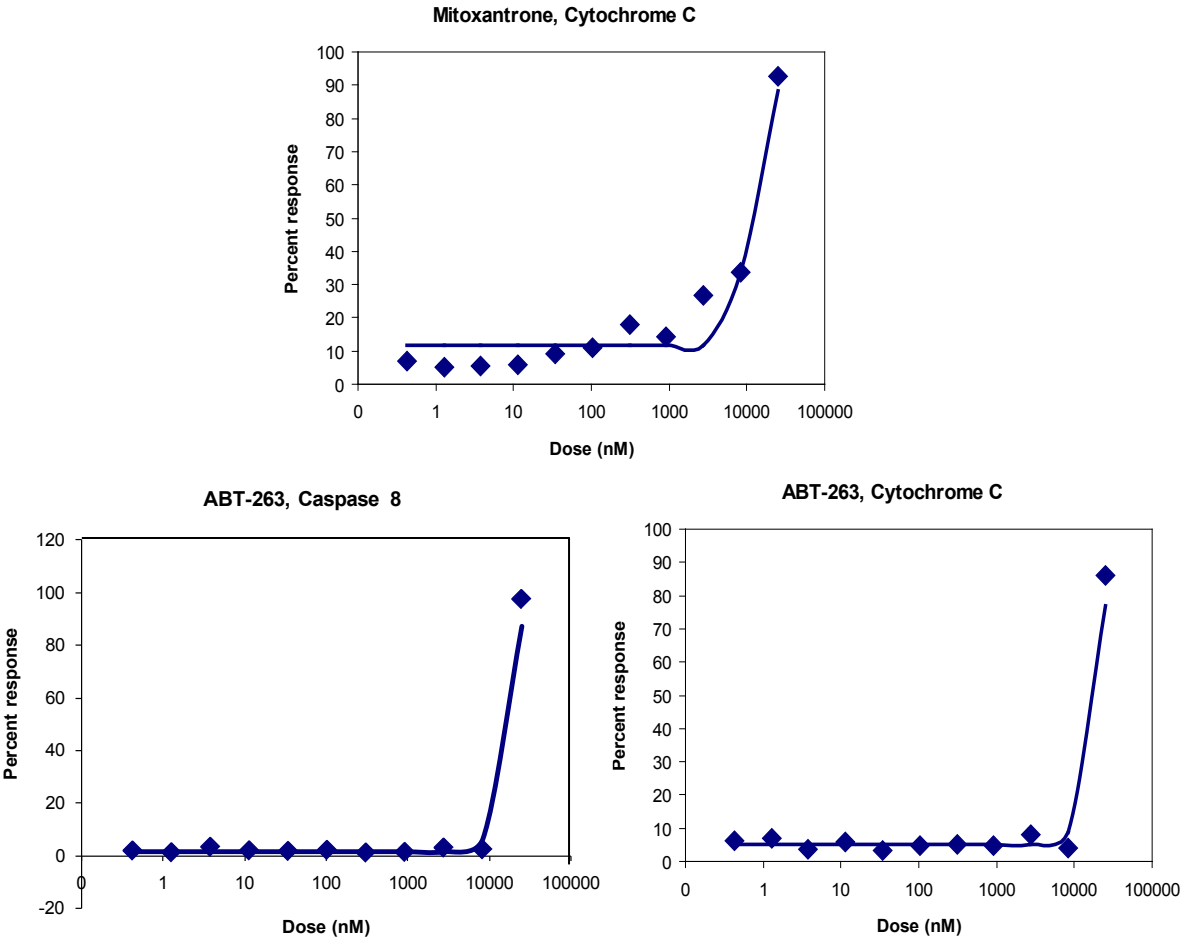 Mitoxantrone, Cytochrome C
Percent response
100
90
80
70
60
50
40
30
20
10
0
0 1 10 100 1000 10000 100000
Dose (nM)
ABT-263, Caspase 8
Percent response
120
100
80
60
40
20
0
-20
0 1 10 100 1000 10000 100000
Dose (nM)
ABT-263, Cytochrome C
Percent response
100
90
80
70
60
50
40
30
20
10
0
0 1 10 100 1000 10000 100000
Dose (nM)